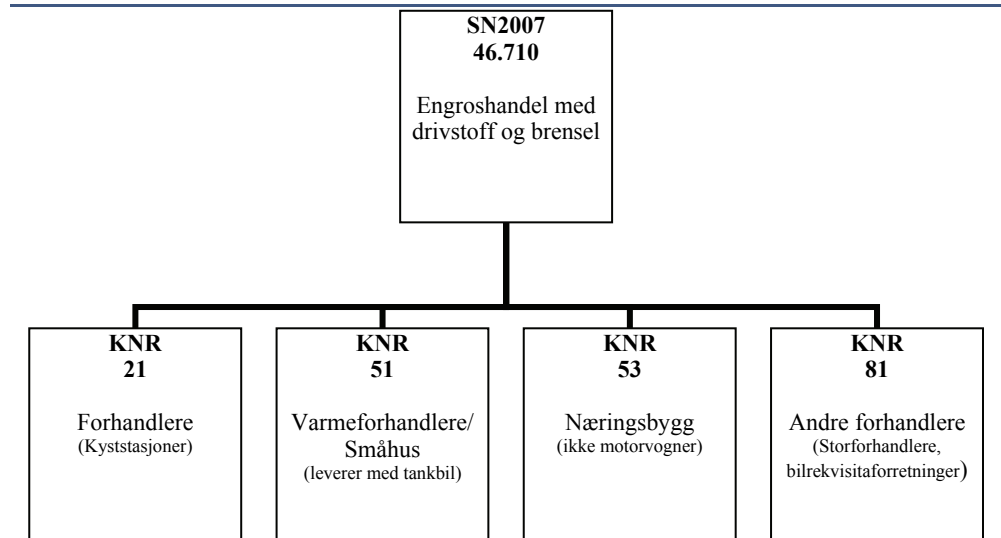 SN2007
46.710
Engroshandel med
drivstoff og brensel
KNR
21
Forhandlere
(Kyststasjoner)
KNR
51
Varmeforhandlere/
Småhus
(leverer med tankbil)
KNR
53
Næringsbygg
(ikke motorvogner)
KNR
81
Andre forhandlere
(Storforhandlere,
bilrekvisitaforretninger)